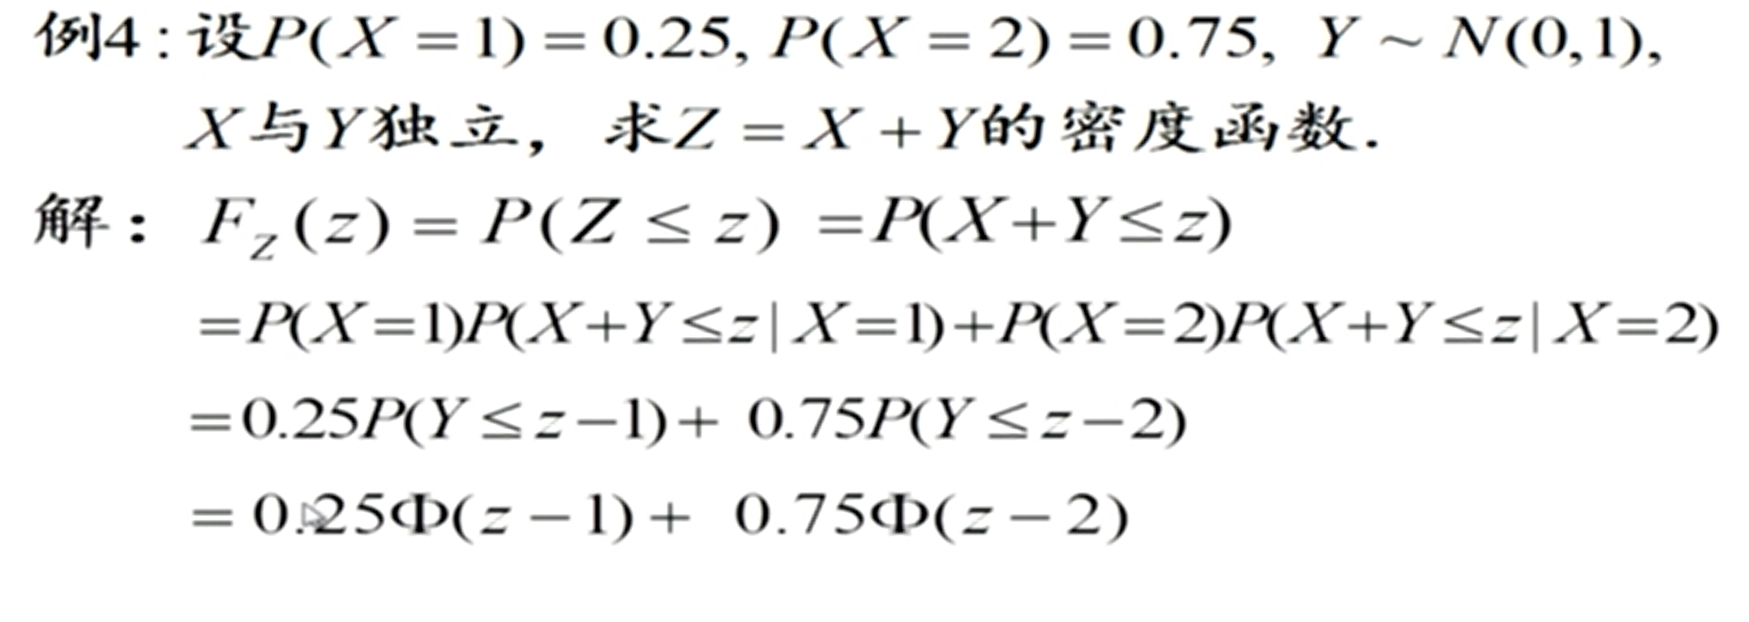 例4：设P(X = 1) = 0.25, P(X = 2) = 0.75, Y ~ N(0,1),
X与Y独立，求Z = X + Y的密度函数.
解：F_Z(z) = P(Z ≤ z) =P(X+Y≤z)
=P(X=1)P(X+Y≤z|X=1)+P(X=2)P(X+Y≤z|X=2)
=0.25P(Y≤z−1)+ 0.75P(Y≤z−2)
= 0.25Φ(z−1)+ 0.75Φ(z−2)